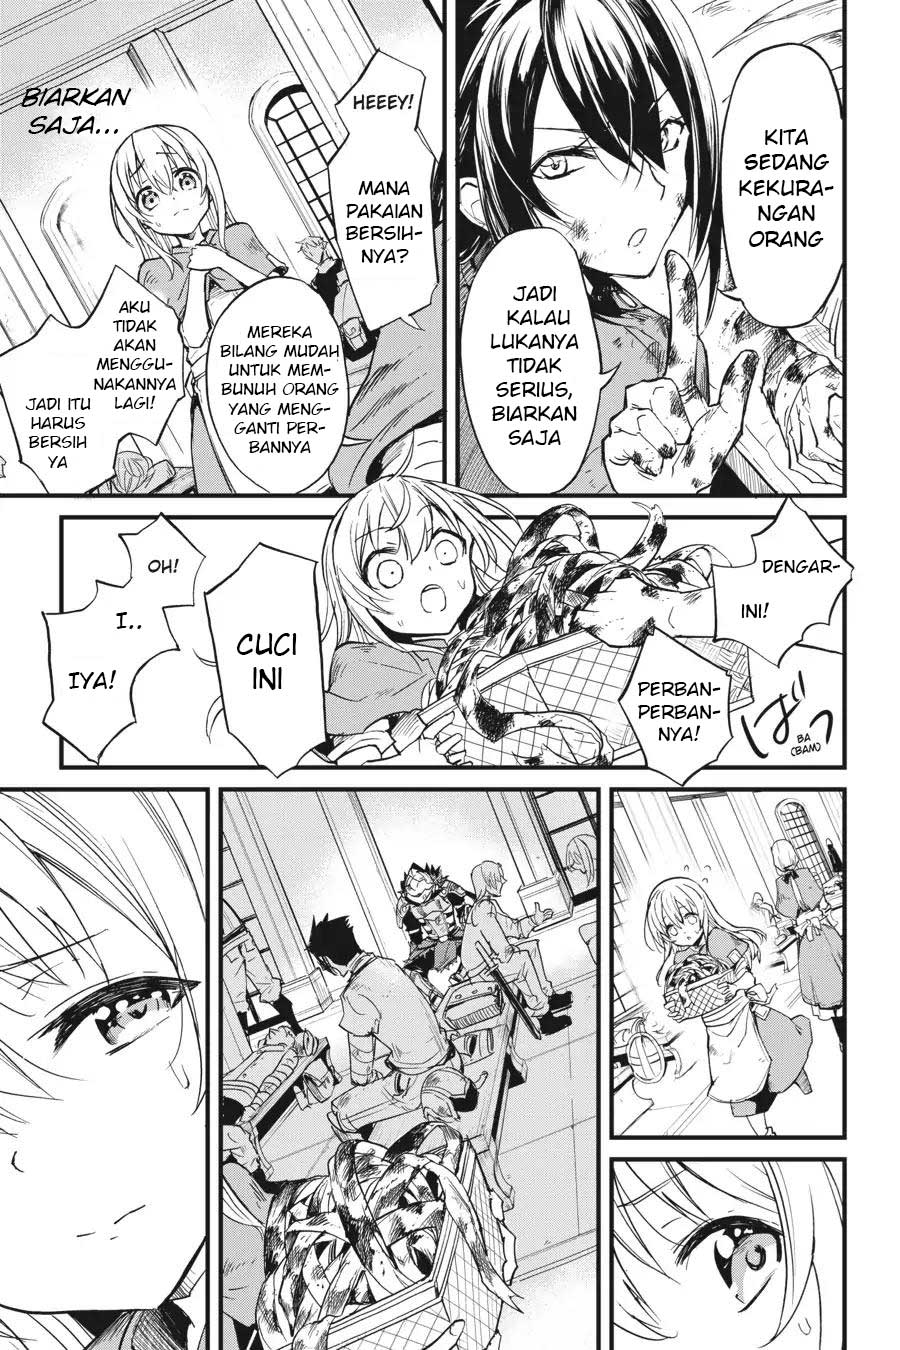 KITA
SEDANG
KEKURA-
NGAN
ORANG
JADI
KALAU
LUKANYA
TIDAK
SERIUS,
BIARKAN
SAJA
HEEEY!
MANA
PAKAIAN
BERSIH-
NYA?
BIARKAN
SAJA...
MEREKA
BILANG MUDAH
UNTUK MEM-
BUNUH ORANG
YANG MENG-
GANTI PER-
BANNYA
AKU
TIDAK
AKAN
MENGGU-
NAKANNYA
LAGI!
JADI ITU
HARUS
BERSIH
YA
DENGAR-
INI!
PERBAN-
PERBAN-
NYA!
ばっ
BA
(BAM)
CUCI
INI
OH!
I..
IYA!